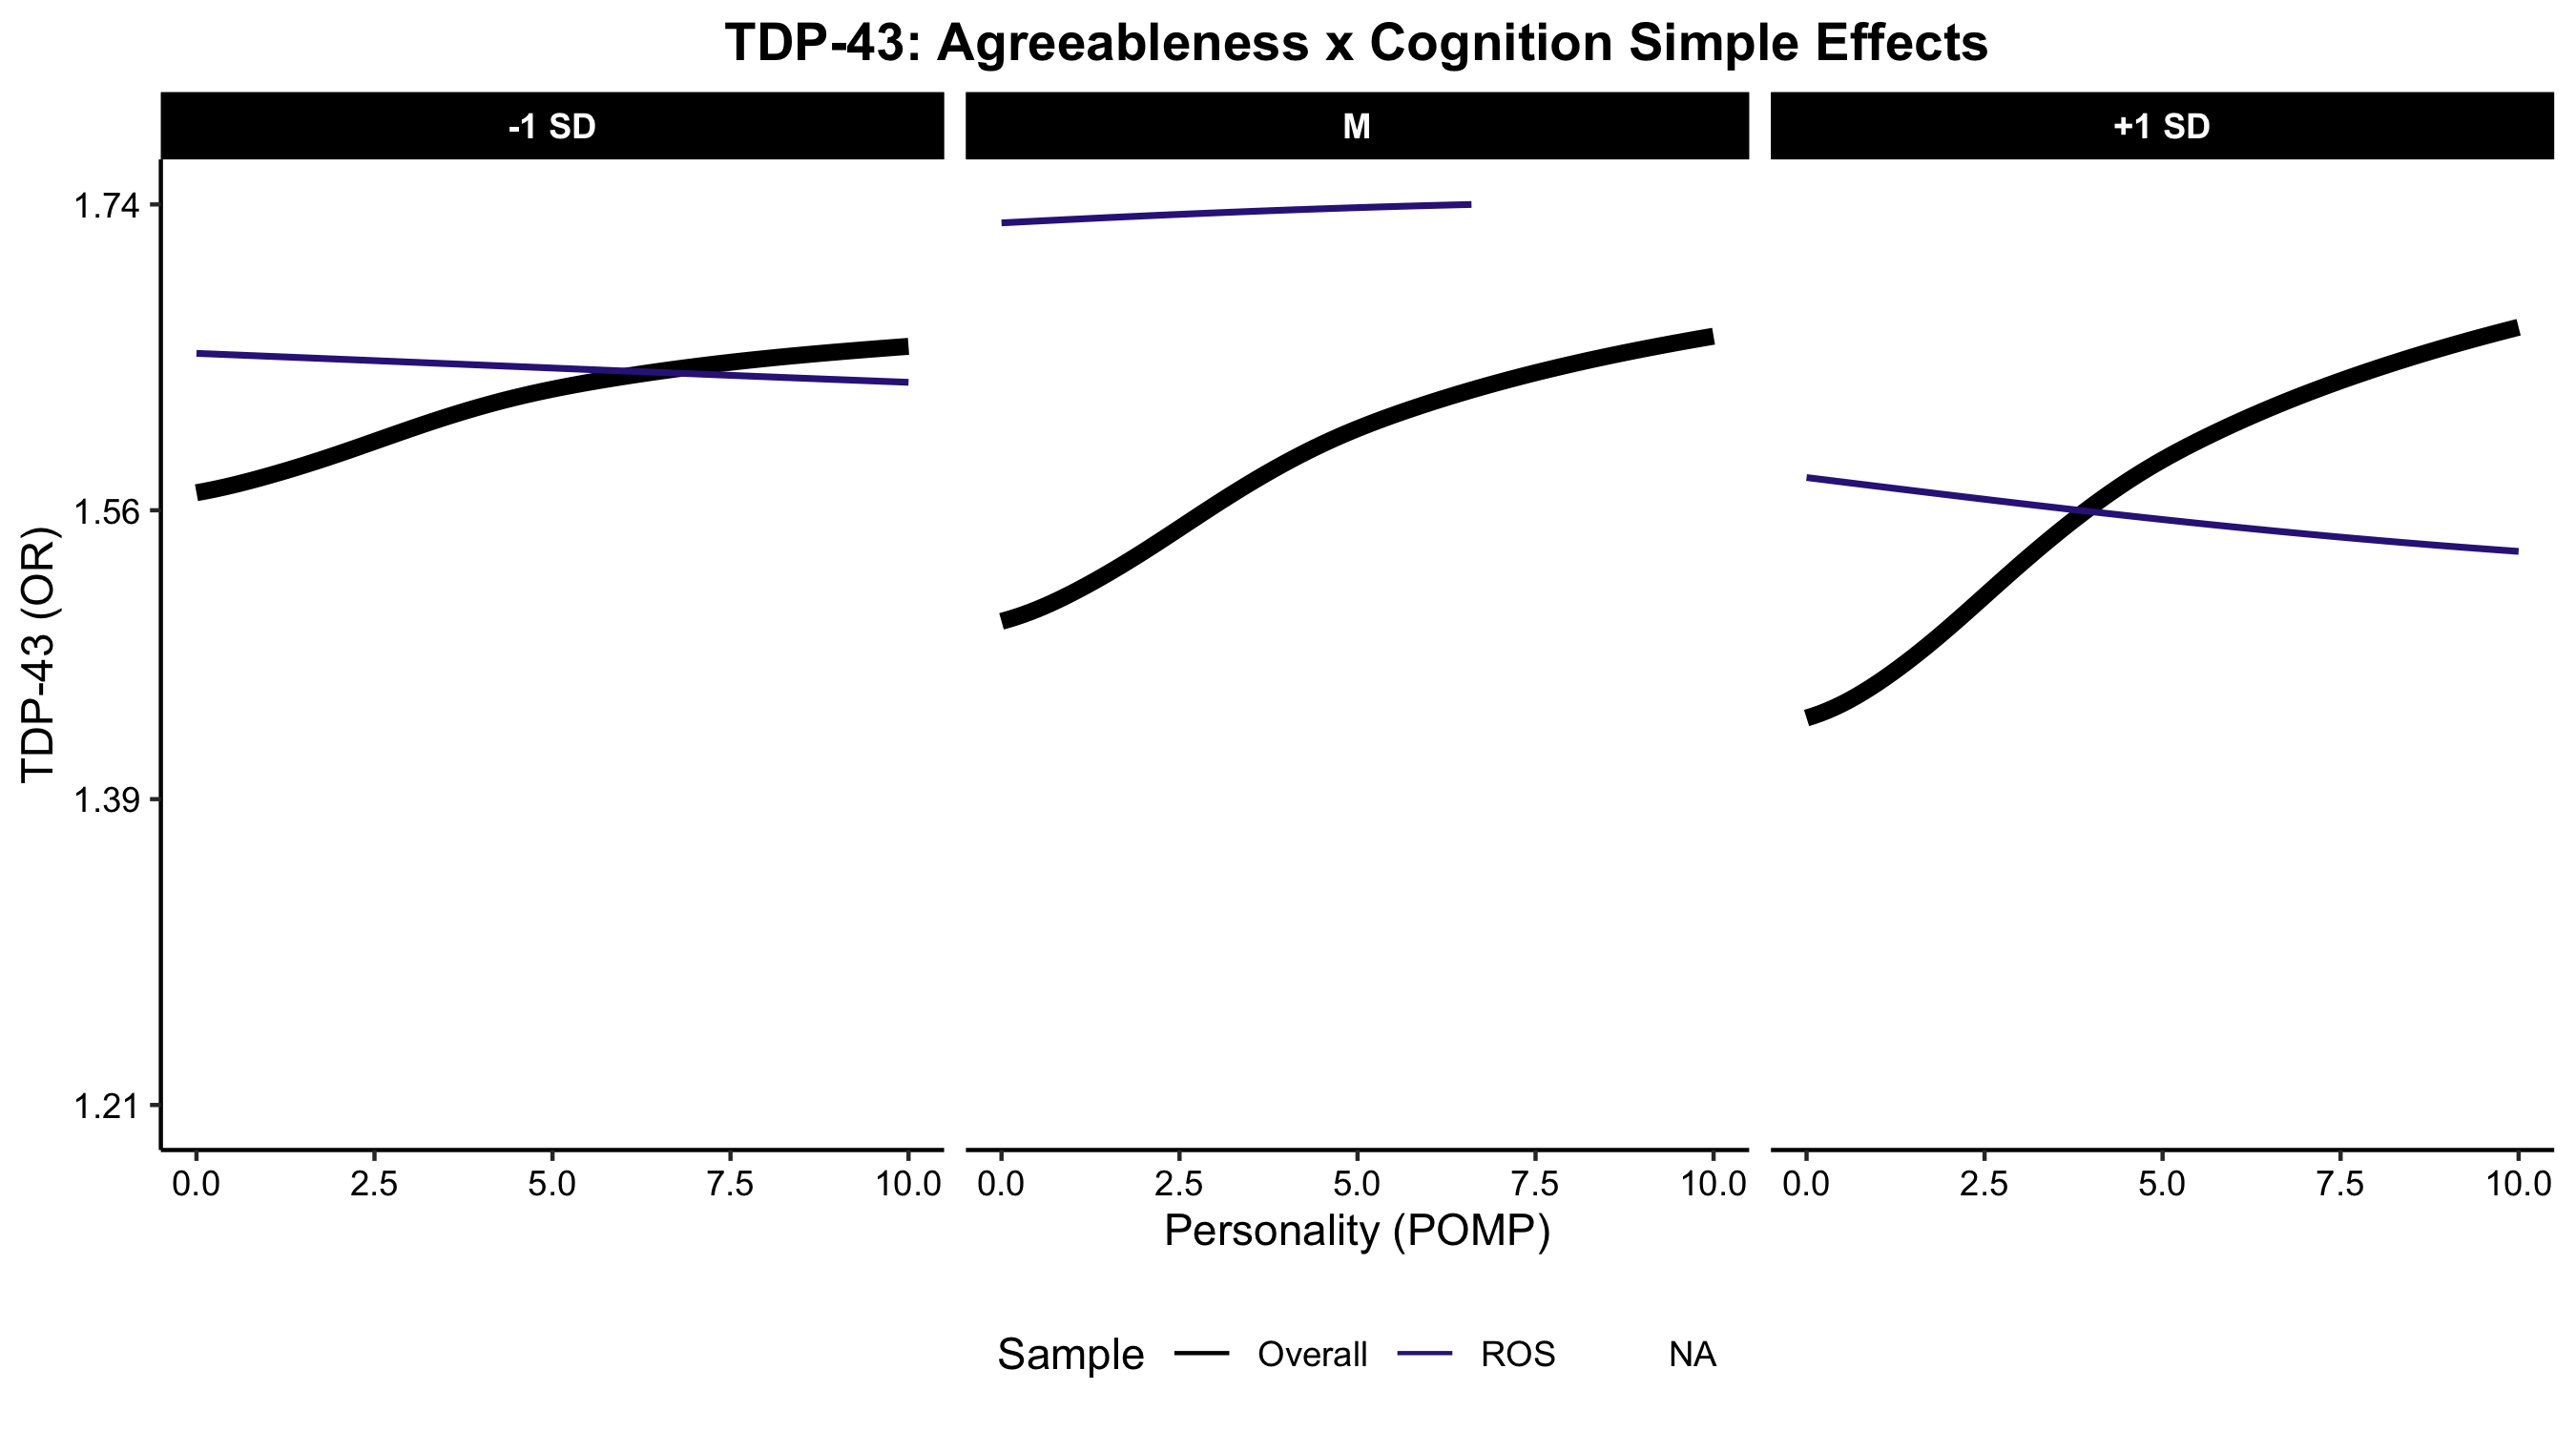 TDP-43: Agreeableness x Cognition Simple Effects
-1 SD
M
+1 SD
TDP-43 (OR)
1.74
1.56
1.39
1.21
0.0 2.5 5.0 7.5 10.0 0.0 2.5 5.0 7.5 10.0 0.0 2.5 5.0 7.5 10.0
Personality (POMP)
Sample Overall ROS NA